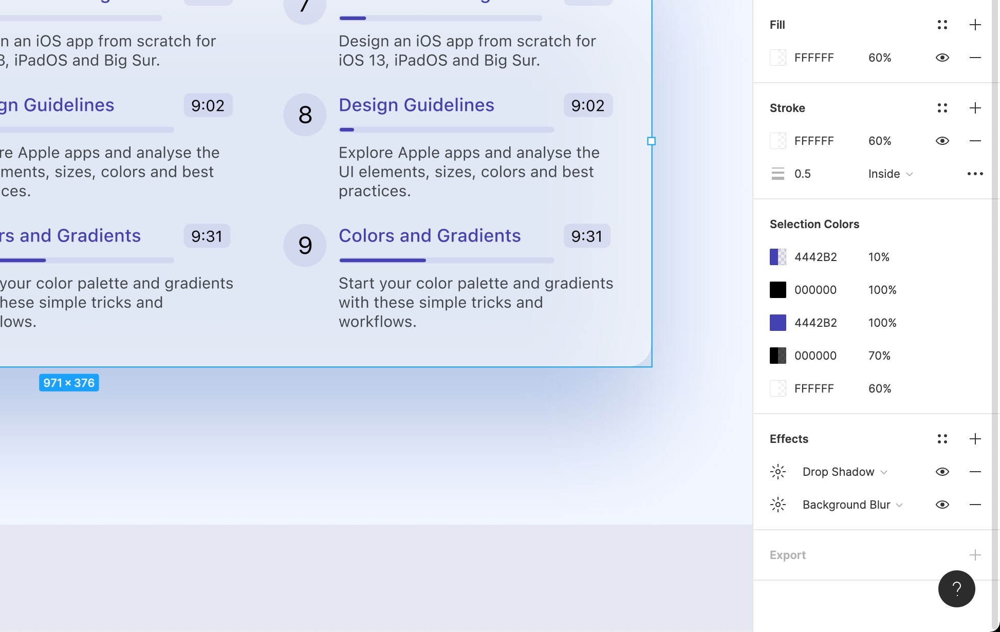 7
n an iOS app from scratch for
3, iPadOS and Big Sur.
Design an iOS app from scratch for
iOS 13, iPadOS and Big Sur.
gn Guidelines
9:02
re Apple apps and analyse the
ments, sizes, colors and best
ces.
8
Design Guidelines
9:02
Explore Apple apps and analyse the
UI elements, sizes, colors and best
practices.
rs and Gradients
9:31
your color palette and gradients
hese simple tricks and
lows.
9
Colors and Gradients
9:31
Start your color palette and gradients
with these simple tricks and
workflows.
971 × 376
Fill
FFFFFF 60%
Stroke
FFFFFF 60%
0.5 Inside
Selection Colors
4442B2 10%
000000 100%
4442B2 100%
000000 70%
FFFFFF 60%
Effects
Drop Shadow
Background Blur
Export
?